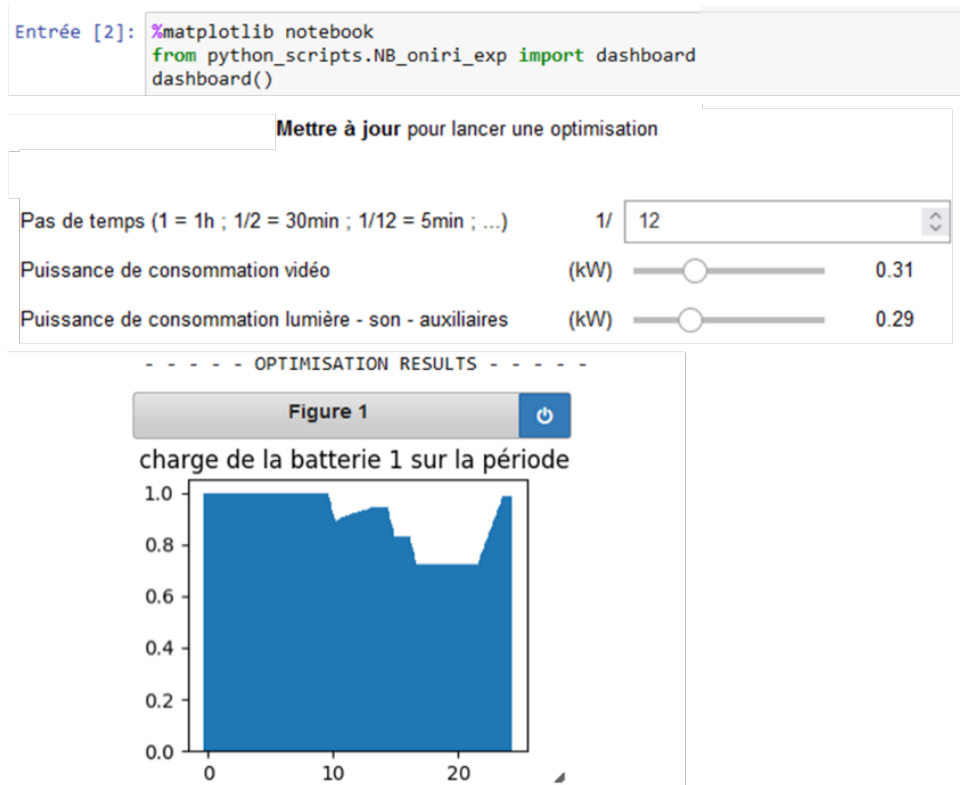 Entrée [2]: %matplotlib notebook
from python_scripts.NB_oniri_exp import dashboard
dashboard()
Mettre à jour pour lancer une optimisation
Pas de temps (1 = 1h ; 1/2 = 30min ; 1/12 = 5min ; ...) 1/ 12
Puissance de consommation vidéo (kW) 0.31
Puissance de consommation lumière - son - auxiliaires (kW) 0.29
- - - - - OPTIMISATION RESULTS - - - - -
Figure 1
charge de la batterie 1 sur la période
1.0
0.8
0.6
0.4
0.2
0.0
0 10 20